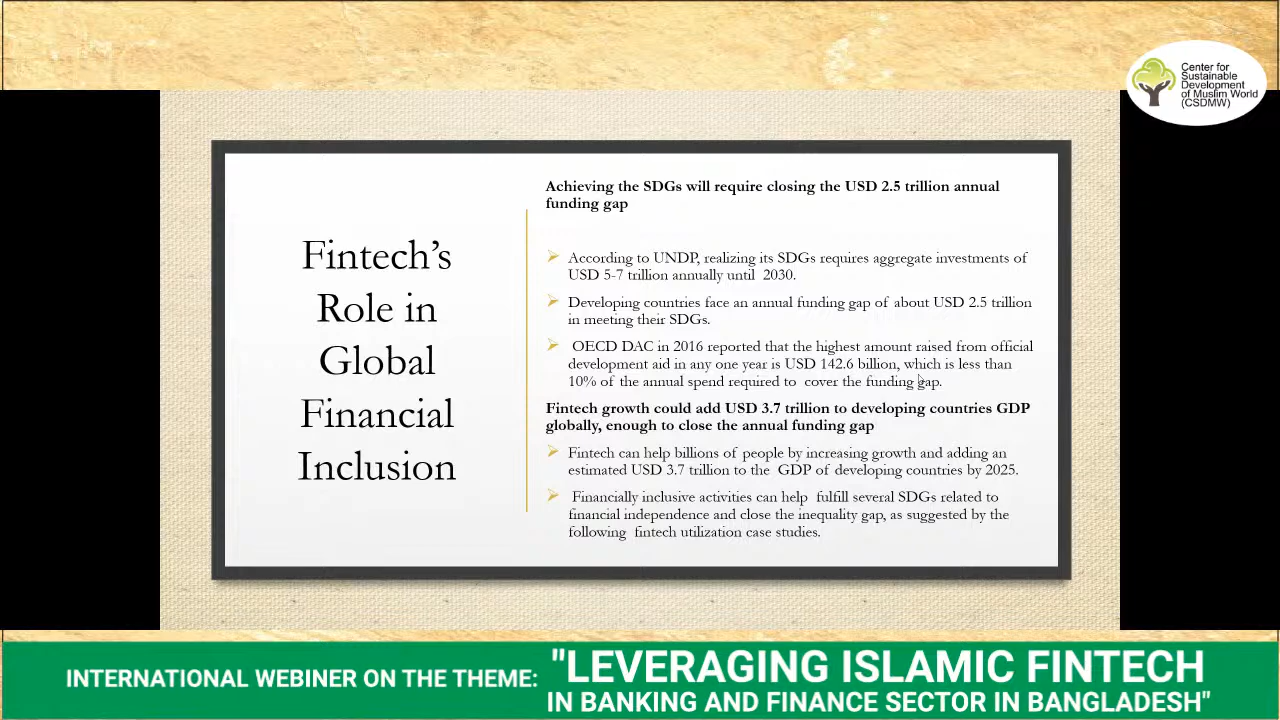 Center for
Sustainable
Development
of Muslim World
(CSDMW)
Fintech’s
Role in
Global
Financial
Inclusion
Achieving the SDGs will require closing the USD 2.5 trillion annual
funding gap
According to UNDP, realizing its SDGs requires aggregate investments of
USD 5-7 trillion annually until 2030.
Developing countries face an annual funding gap of about USD 2.5 trillion
in meeting their SDGs.
OECD DAC in 2016 reported that the highest amount raised from official
development aid in any one year is USD 142.6 billion, which is less than
10% of the annual spend required to cover the funding gap.
Fintech growth could add USD 3.7 trillion to developing countries GDP
globally, enough to close the annual funding gap
Fintech can help billions of people by increasing growth and adding an
estimated USD 3.7 trillion to the GDP of developing countries by 2025.
Financially inclusive activities can help fulfill several SDGs related to
financial independence and close the inequality gap, as suggested by the
following fintech utilization case studies.
INTERNATIONAL WEBINER ON THE THEME: "LEVERAGING ISLAMIC FINTECH
IN BANKING AND FINANCE SECTOR IN BANGLADESH"